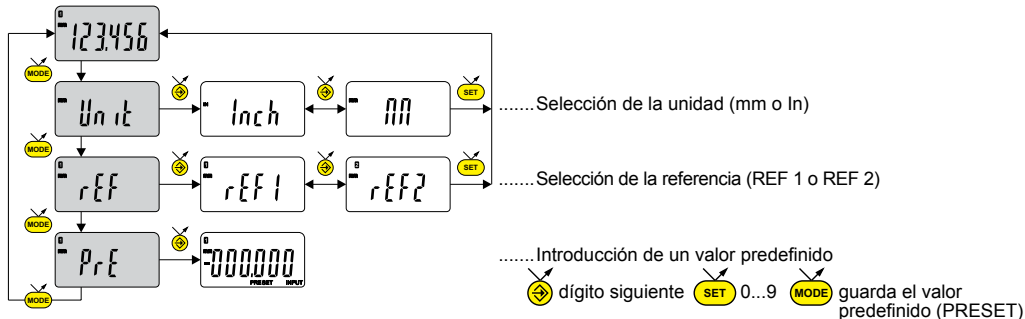 123.456
MODE
Unit Inch MM SET .......Selección de la unidad (mm o In)
MODE
rEF rEF1 rEF2 SET .......Selección de la referencia (REF 1 o REF 2)
MODE
PrE -000.000 PRESET INPUT .......Introducción de un valor predefinido
MODE
dígito siguiente SET 0...9 MODE guarda el valor
predefinido (PRESET)